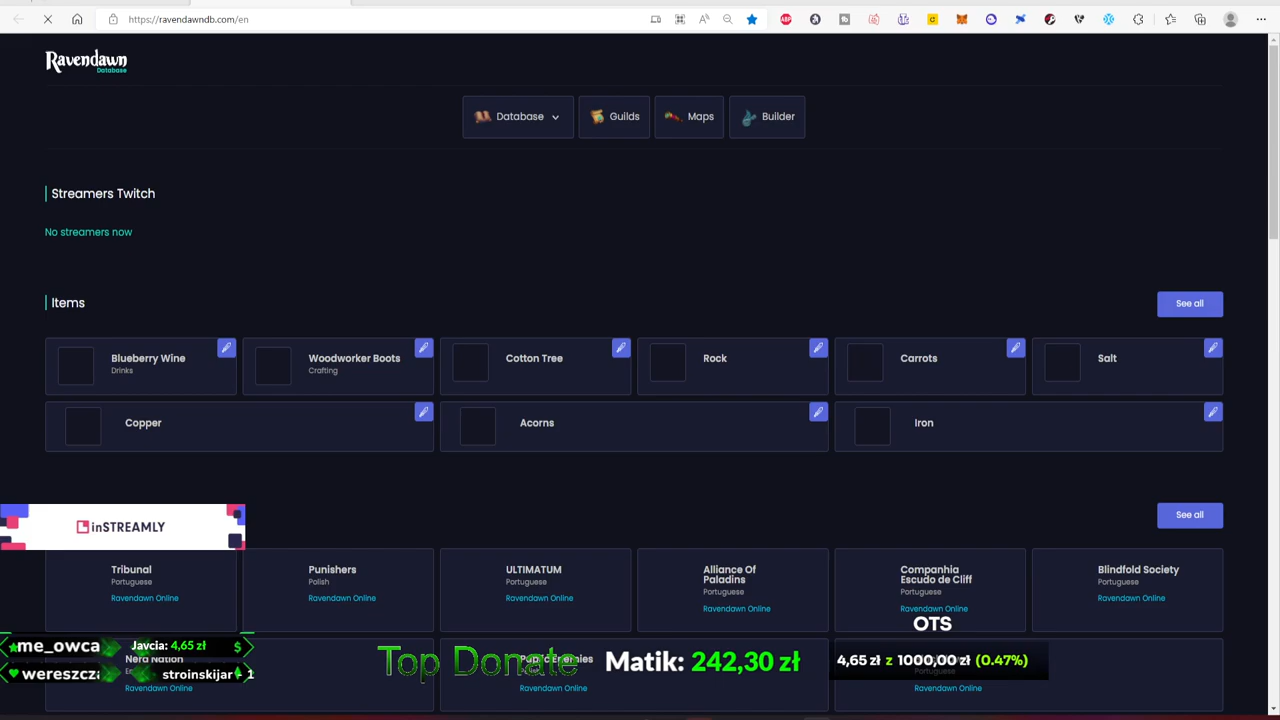 https://ravendawndb.com/en
ABP
Ravendawn
Database
Database
Guilds
Maps
Builder
Streamers Twitch
No streamers now
Items
See all
Blueberry Wine
Drinks
Woodworker Boots
Crafting
Cotton Tree
Rock
Carrots
Salt
Copper
Acorns
Iron
inSTREAMLY
See all
Tribunal
Portuguese
Ravendawn Online
Punishers
Polish
Ravendawn Online
ULTIMATUM
Portuguese
Ravendawn Online
Alliance Of
Paladins
Portuguese
Ravendawn Online
Companhia
Escudo de Cliff
Portuguese
Ravendawn Online
Blindfold Society
Portuguese
Ravendawn Online
OTS
me_owca
Javcia: 4,65 zł
$
Nerd Nation
Ravendawn Online
wereszcza
stroinskijar - 1
Top Donate
Enemies
Ravendawn Online
Matik: 242,30 zł
4,65 zł z 1000,00 zł (0.47%)
Ravendawn Online